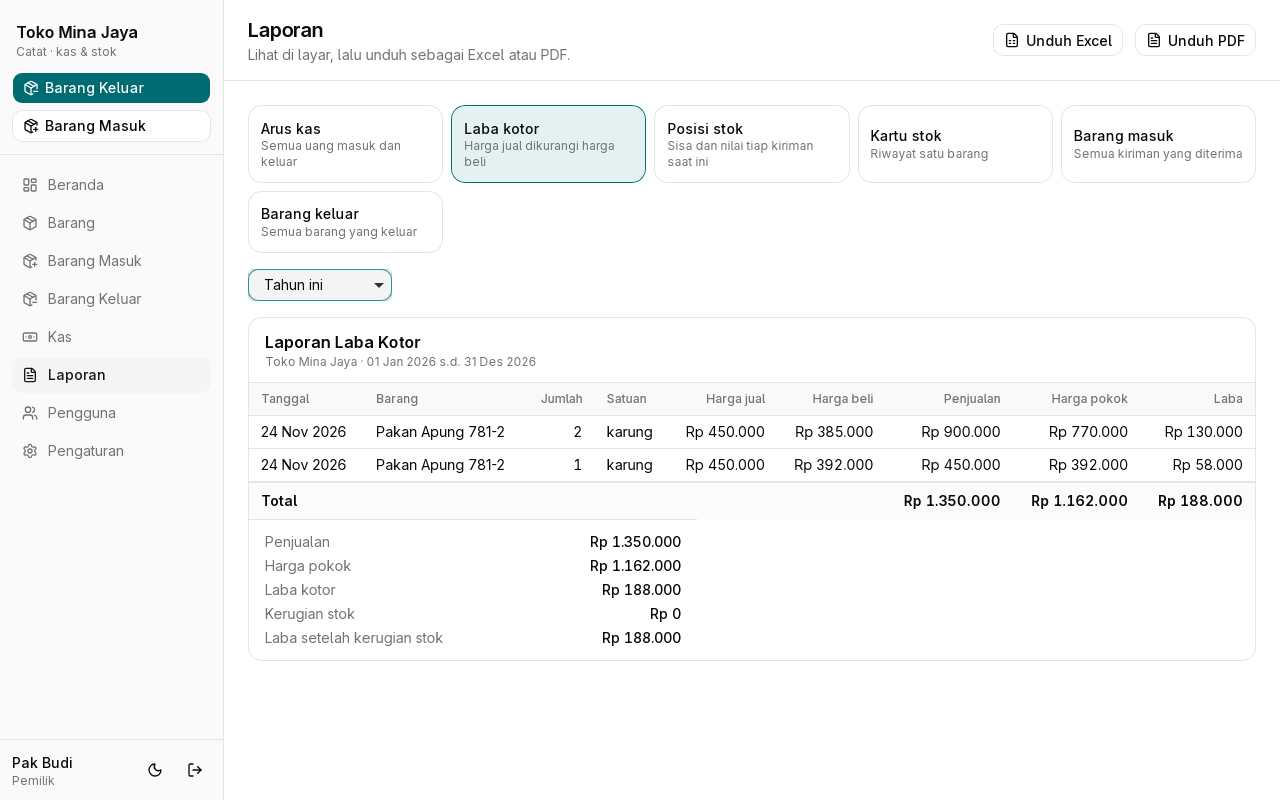 Toko Mina Jaya
Catat · kas & stok
Barang Keluar
Barang Masuk
Beranda
Barang
Barang Masuk
Barang Keluar
Kas
Laporan
Pengguna
Pengaturan
Pak Budi
Pemilik
Laporan
Lihat di layar, lalu unduh sebagai Excel atau PDF.
Unduh Excel
Unduh PDF
Arus kas
Semua uang masuk dan
keluar
Laba kotor
Harga jual dikurangi harga
beli
Posisi stok
Sisa dan nilai tiap kiriman
saat ini
Kartu stok
Riwayat satu barang
Barang masuk
Semua kiriman yang diterima
Barang keluar
Semua barang yang keluar
Tahun ini
Laporan Laba Kotor
Toko Mina Jaya · 01 Jan 2026 s.d. 31 Des 2026
Tanggal Barang Jumlah Satuan Harga jual Harga beli Penjualan Harga pokok Laba
24 Nov 2026 Pakan Apung 781-2 2 karung Rp 450.000 Rp 385.000 Rp 900.000 Rp 770.000 Rp 130.000
24 Nov 2026 Pakan Apung 781-2 1 karung Rp 450.000 Rp 392.000 Rp 450.000 Rp 392.000 Rp 58.000
Total Rp 1.350.000 Rp 1.162.000 Rp 188.000
Penjualan Rp 1.350.000
Harga pokok Rp 1.162.000
Laba kotor Rp 188.000
Kerugian stok Rp 0
Laba setelah kerugian stok Rp 188.000